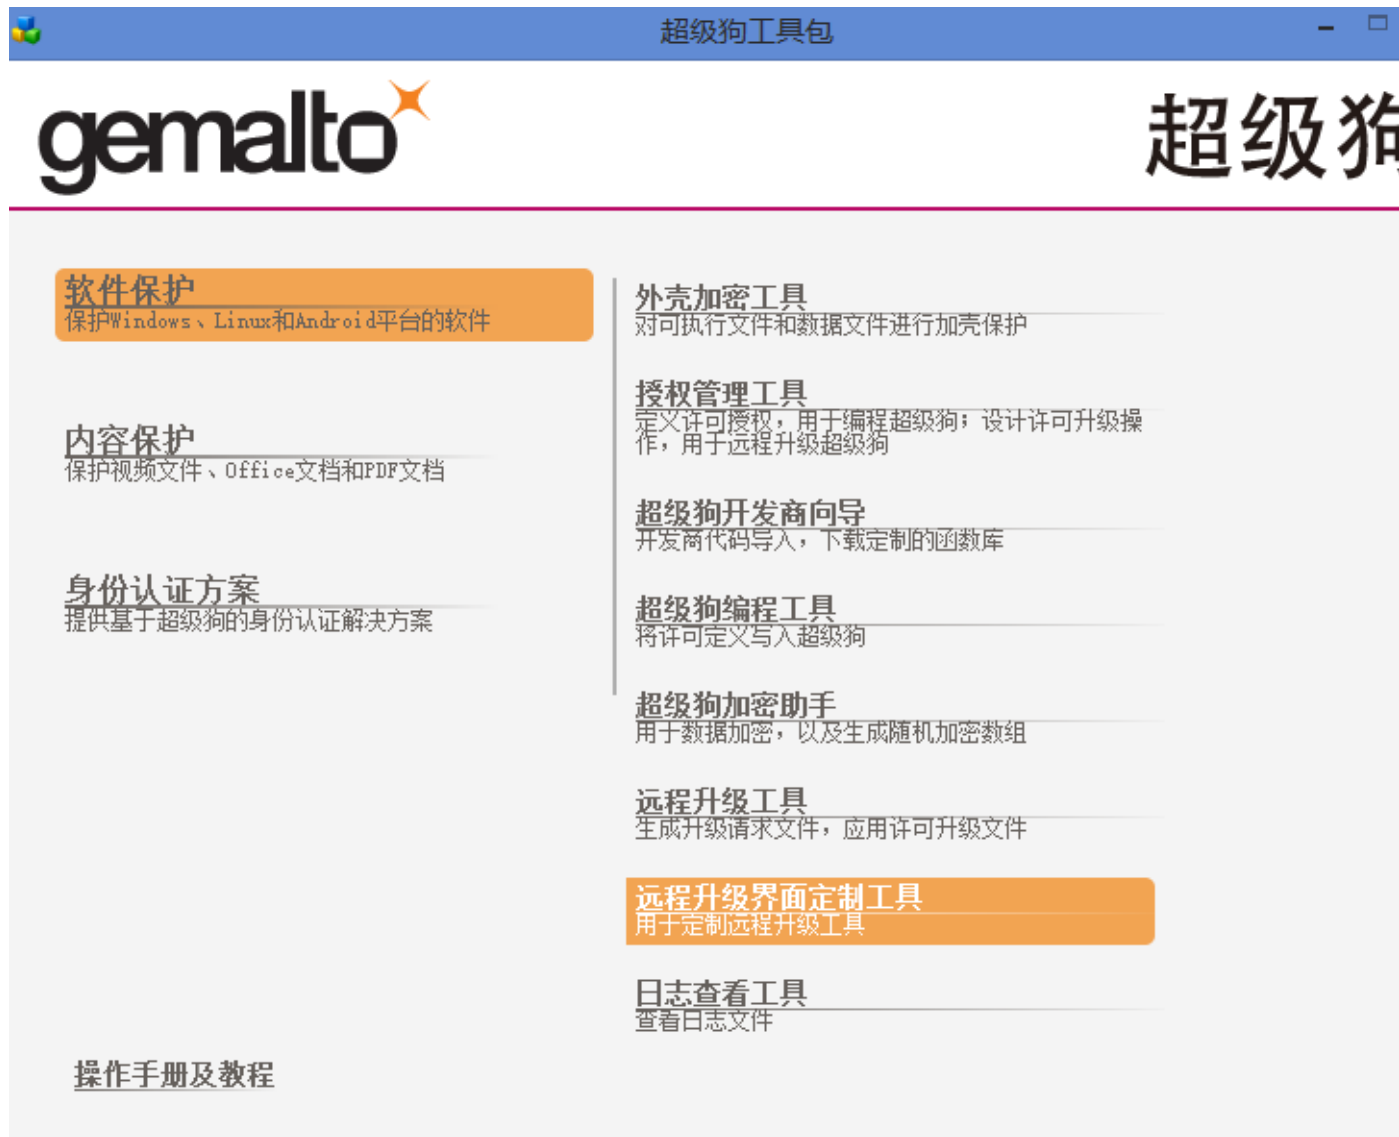 超级狗工具包
gemalto
超级狗
软件保护
保护Windows、Linux和Android平台的软件
内容保护
保护视频文件、Office文档和PDF文档
身份认证方案
提供基于超级狗的身份认证解决方案
操作手册及教程
外壳加密工具
对可执行文件和数据文件进行加壳保护
授权管理工具
定义许可授权，用于编程超级狗；设计许可升级操
作，用于远程升级超级狗
超级狗开发商向导
开发商代码导入，下载定制的函数库
超级狗编程工具
将许可定义写入超级狗
超级狗加密助手
用于数据加密，以及生成随机加密数组
远程升级工具
生成升级请求文件，应用许可升级文件
远程升级界面定制工具
用于定制远程升级工具
日志查看工具
查看日志文件